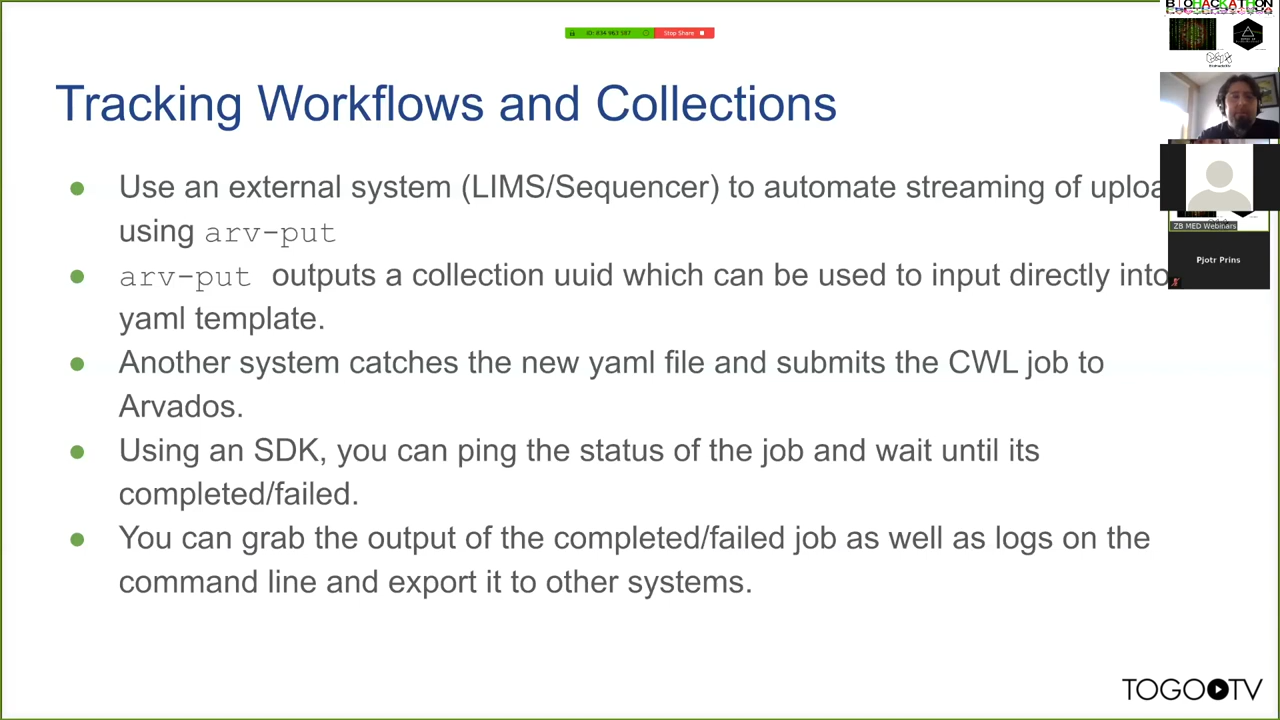 BIOHACKATHON
ID: 834 963 587
Stop Share
Tracking Workflows and Collections
Use an external system (LIMS/Sequencer) to automate streaming of uploa
using arv-put
ZB MED Webinars
arv-put outputs a collection uuid which can be used to input directly into
Pjotr Prins
yaml template.
Another system catches the new yaml file and submits the CWL job to
Arvados.
Using an SDK, you can ping the status of the job and wait until its
completed/failed.
You can grab the output of the completed/failed job as well as logs on the
command line and export it to other systems.
TOGOTV